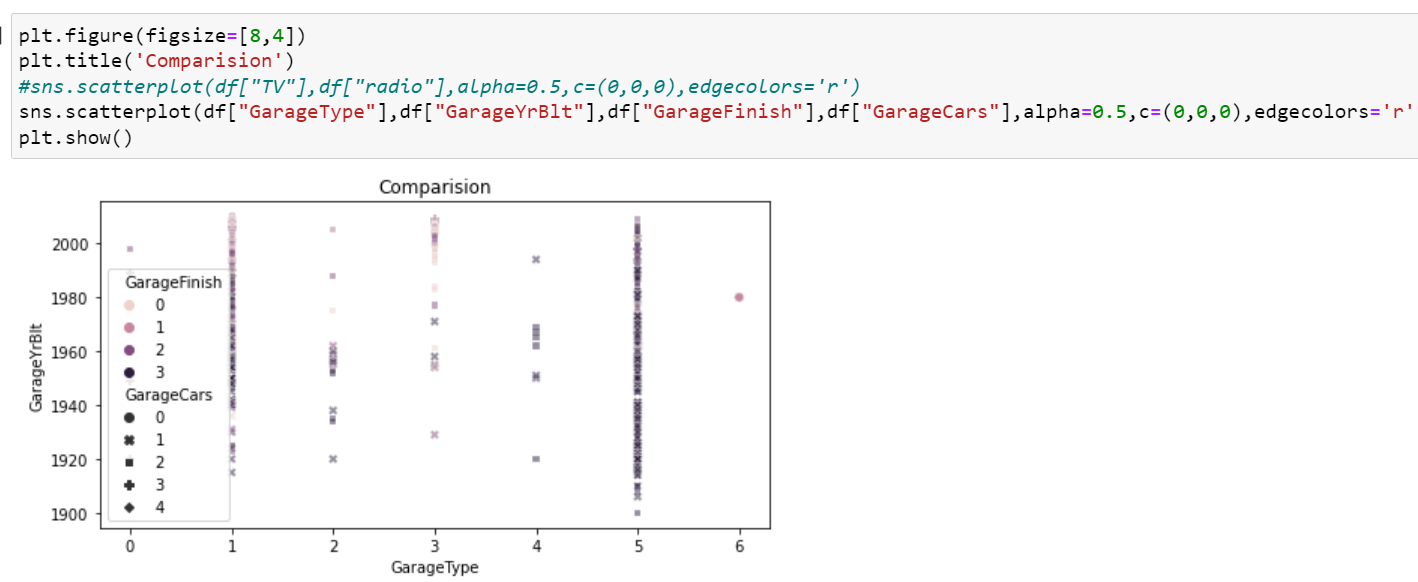 plt.figure(figsize=[8,4])
plt.title('Comparision')
#sns.scatterplot(df["TV"],df["radio"],alpha=0.5,c=(0,0,0),edgecolors='r')
sns.scatterplot(df["GarageType"],df["GarageYrBlt"],df["GarageFinish"],df["GarageCars"],alpha=0.5,c=(0,0,0),edgecolors='r'
plt.show()
Comparision
GarageYrBlt
2000
1980
1960
1940
1920
1900
GarageFinish
0
1
2
3
GarageCars
0
1
2
3
4
0 1 2 3 4 5 6
GarageType